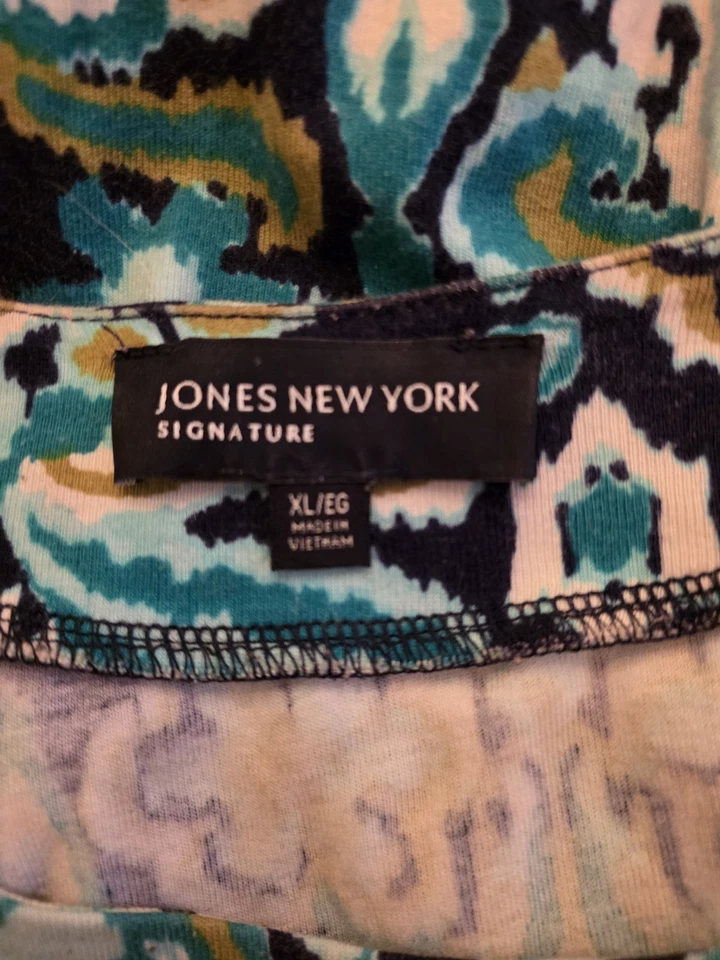 JONES NEW YORK
SIGNATURE
XL/EG
MADE IN
VIETNAM